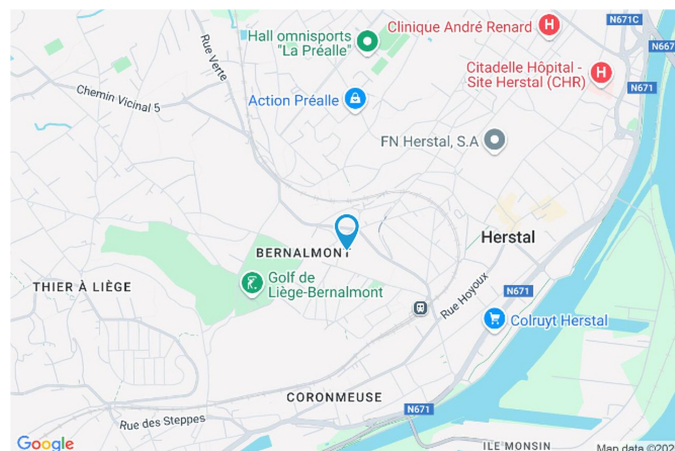 N671C
Clinique André Renard
Hall omnisports
"La Préalle"
Rue Verte
N667
Citadelle Hôpital -
Site Herstal (CHR)
N671
Chemin Vicinal 5
Action Préalle
FN Herstal, S.A
Herstal
BERNALMONT
Golf de
Liège-Bernalmont
THIER À LIÈGE
N671
Rue Hoyoux
Colruyt Herstal
CORONMEUSE
N671
Rue des Steppes
Google
ILE MONSIN
Map data ©202